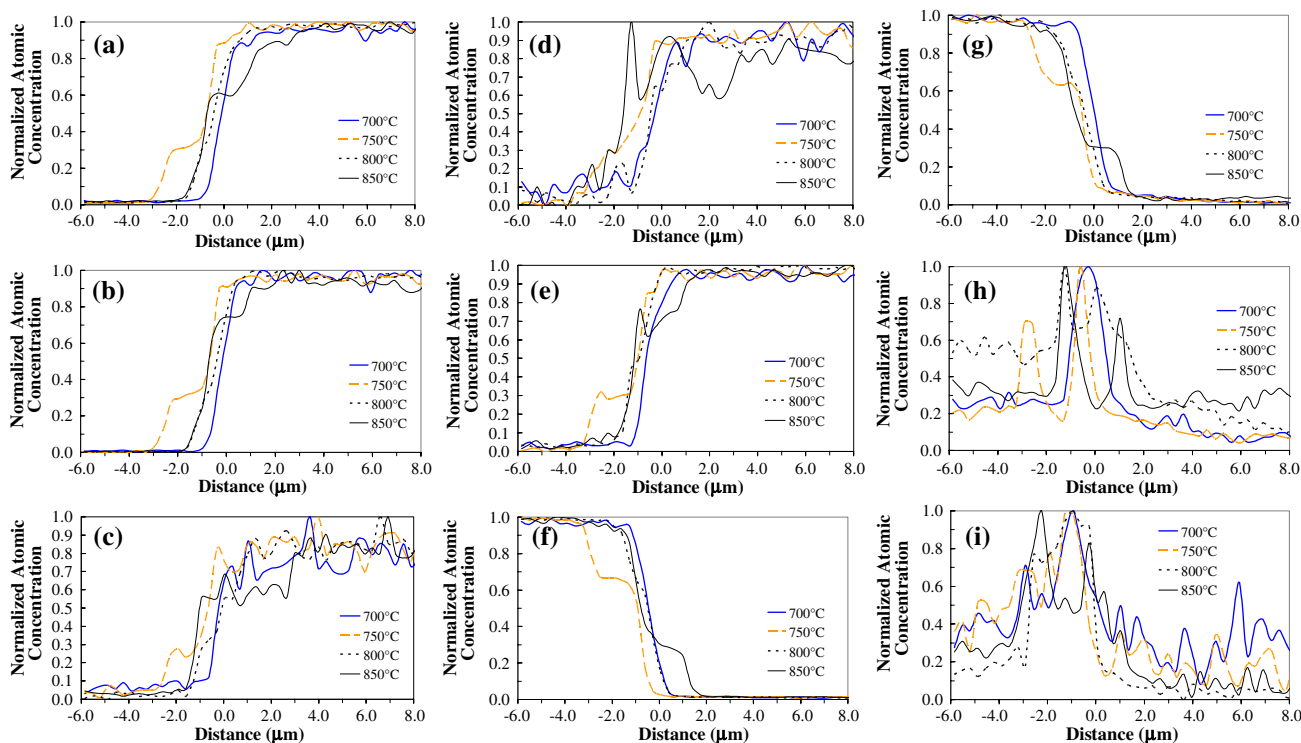 (a)
Normalized Atomic
Concentration
1.0
0.8
0.6
0.4
0.2
0.0
700°C
750°C
800°C
850°C
-6.0 -4.0 -2.0 0.0 2.0 4.0 6.0 8.0
Distance (μm)
(d)
Normalized Atomic
Concentration
1.0
0.9
0.8
0.7
0.6
0.5
0.4
0.3
0.2
0.1
0.0
700°C
750°C
800°C
850°C
-6.0 -4.0 -2.0 0.0 2.0 4.0 6.0 8.0
Distance (μm)
(g)
Normalized Atomic
Concentration
1.0
0.8
0.6
0.4
0.2
0.0
700°C
750°C
800°C
850°C
-6.0 -4.0 -2.0 0.0 2.0 4.0 6.0 8.0
Distance (μm)
(b)
Normalized Atomic
Concentration
1.0
0.8
0.6
0.4
0.2
0.0
700°C
750°C
800°C
850°C
-6.0 -4.0 -2.0 0.0 2.0 4.0 6.0 8.0
Distance (μm)
(e)
Normalized Atomic
Concentration
1.0
0.9
0.8
0.7
0.6
0.5
0.4
0.3
0.2
0.1
0.0
700°C
750°C
800°C
850°C
-6.0 -4.0 -2.0 0.0 2.0 4.0 6.0 8.0
Distance (μm)
(h)
Normalized Atomic
Concentration
1.0
0.8
0.6
0.4
0.2
0.0
700°C
750°C
800°C
850°C
-6.0 -4.0 -2.0 0.0 2.0 4.0 6.0 8.0
Distance (μm)
(c)
Normalized Atomic
Concentration
1.0
0.9
0.8
0.7
0.6
0.5
0.4
0.3
0.2
0.1
0.0
700°C
750°C
800°C
850°C
-6.0 -4.0 -2.0 0.0 2.0 4.0 6.0 8.0
Distance (μm)
(f)
Normalized Atomic
Concentration
1.0
0.8
0.6
0.4
0.2
0.0
700°C
750°C
800°C
850°C
-6.0 -4.0 -2.0 0.0 2.0 4.0 6.0 8.0
Distance (μm)
(i)
Normalized Atomic
Concentration
1.0
0.8
0.6
0.4
0.2
0.0
700°C
750°C
800°C
850°C
-6.0 -4.0 -2.0 0.0 2.0 4.0 6.0 8.0
Distance (μm)